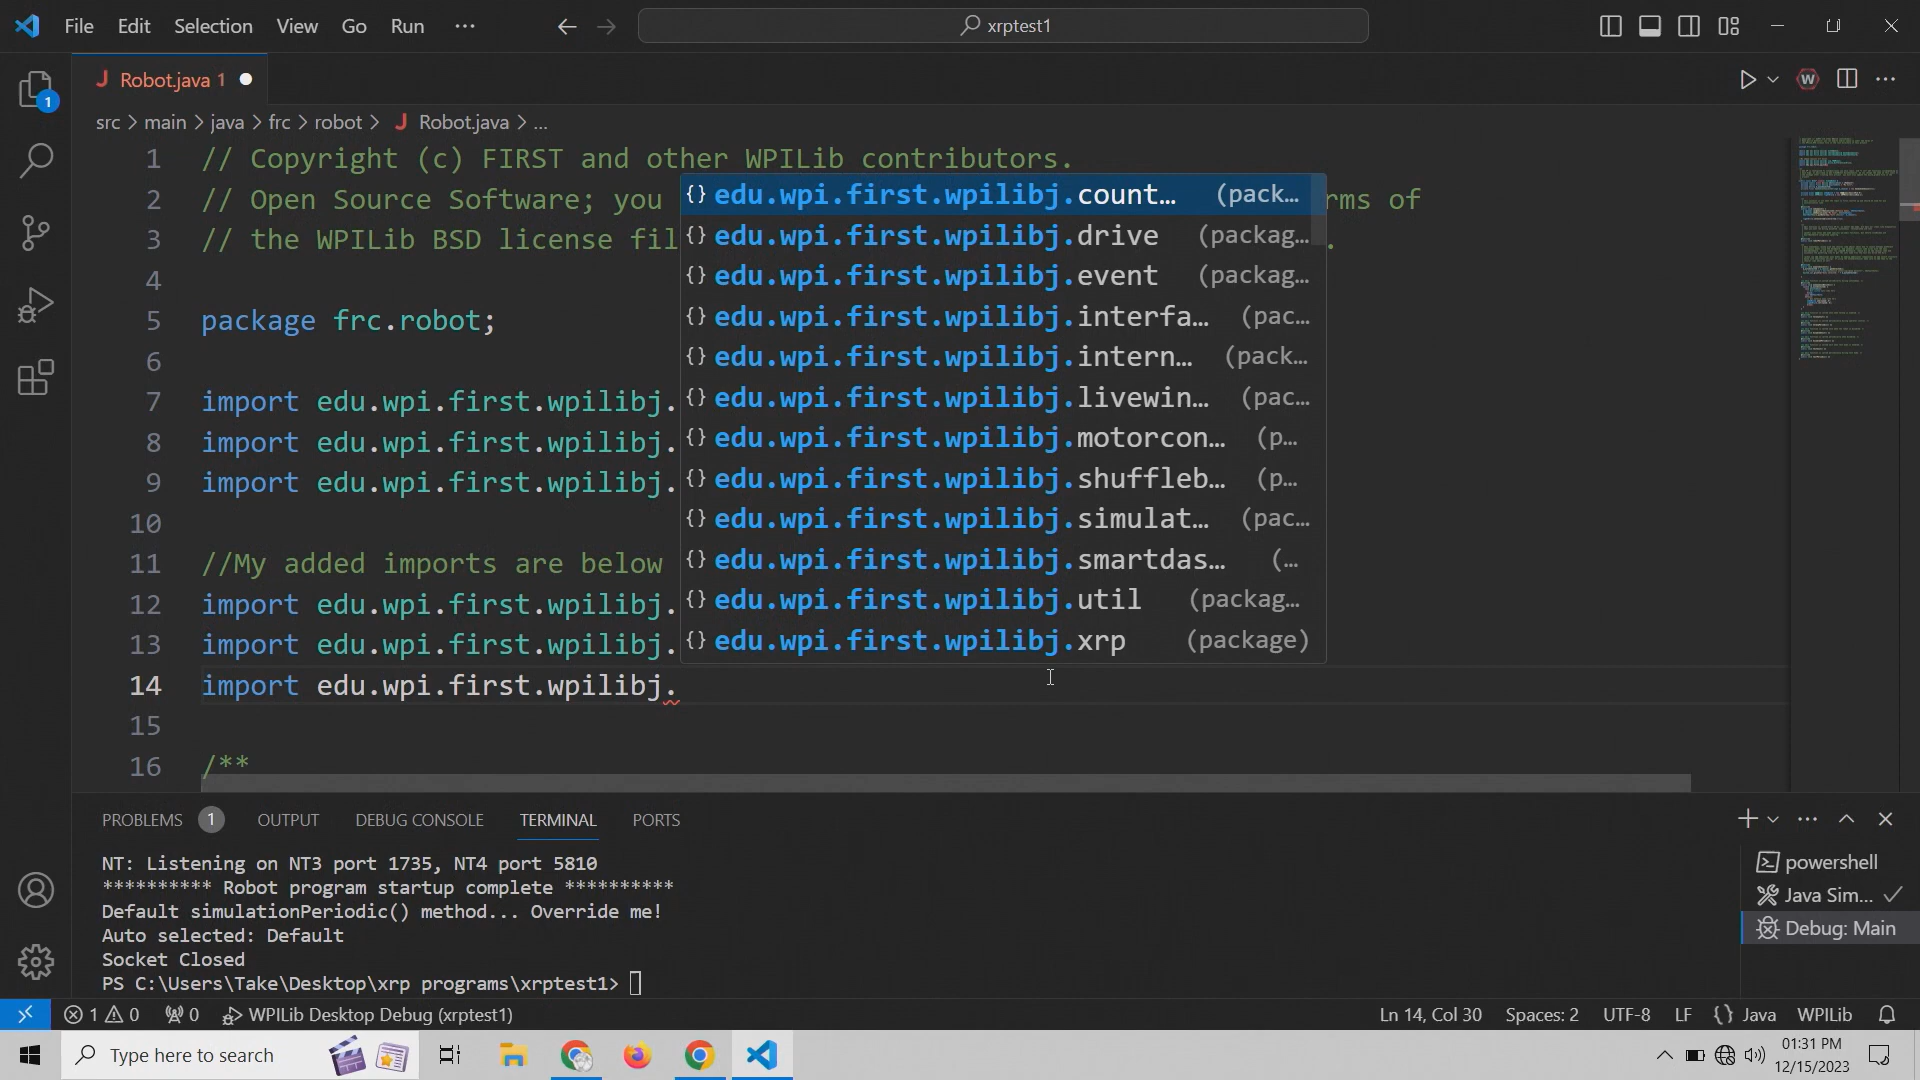 File Edit Selection View Go Run ··· xrptest1
J Robot.java 1
src > main > java > frc > robot > J Robot.java > ...
1 // Copyright (c) FIRST and other WPILib contributors.
2 // Open Source Software; you rms of
3 // the WPILib BSD license fil .
4
5 package frc.robot;
6
7 import edu.wpi.first.wpilibj.
8 import edu.wpi.first.wpilibj.
9 import edu.wpi.first.wpilibj.
10
11 //My added imports are below
12 import edu.wpi.first.wpilibj.
13 import edu.wpi.first.wpilibj.
14 import edu.wpi.first.wpilibj.
15
16 /**
{} edu.wpi.first.wpilibj.count… (pack…
{} edu.wpi.first.wpilibj.drive (packag…
{} edu.wpi.first.wpilibj.event (packag…
{} edu.wpi.first.wpilibj.interfa… (pac…
{} edu.wpi.first.wpilibj.intern… (pack…
{} edu.wpi.first.wpilibj.livewin… (pac…
{} edu.wpi.first.wpilibj.motorcon… (p…
{} edu.wpi.first.wpilibj.shuffleb… (p…
{} edu.wpi.first.wpilibj.simulat… (pac…
{} edu.wpi.first.wpilibj.smartdas… (…
{} edu.wpi.first.wpilibj.util (packag…
{} edu.wpi.first.wpilibj.xrp (package)
PROBLEMS 1 OUTPUT DEBUG CONSOLE TERMINAL PORTS
NT: Listening on NT3 port 1735, NT4 port 5810
********** Robot program startup complete **********
Default simulationPeriodic() method... Override me!
Auto selected: Default
Socket Closed
PS C:\Users\Take\Desktop\xrp programs\xrptest1>
powershell
Java Sim...
Debug: Main
1 0 0 WPILib Desktop Debug (xrptest1) Ln 14, Col 30 Spaces: 2 UTF-8 LF {} Java WPILib
Type here to search
01:31 PM
12/15/2023
1
W